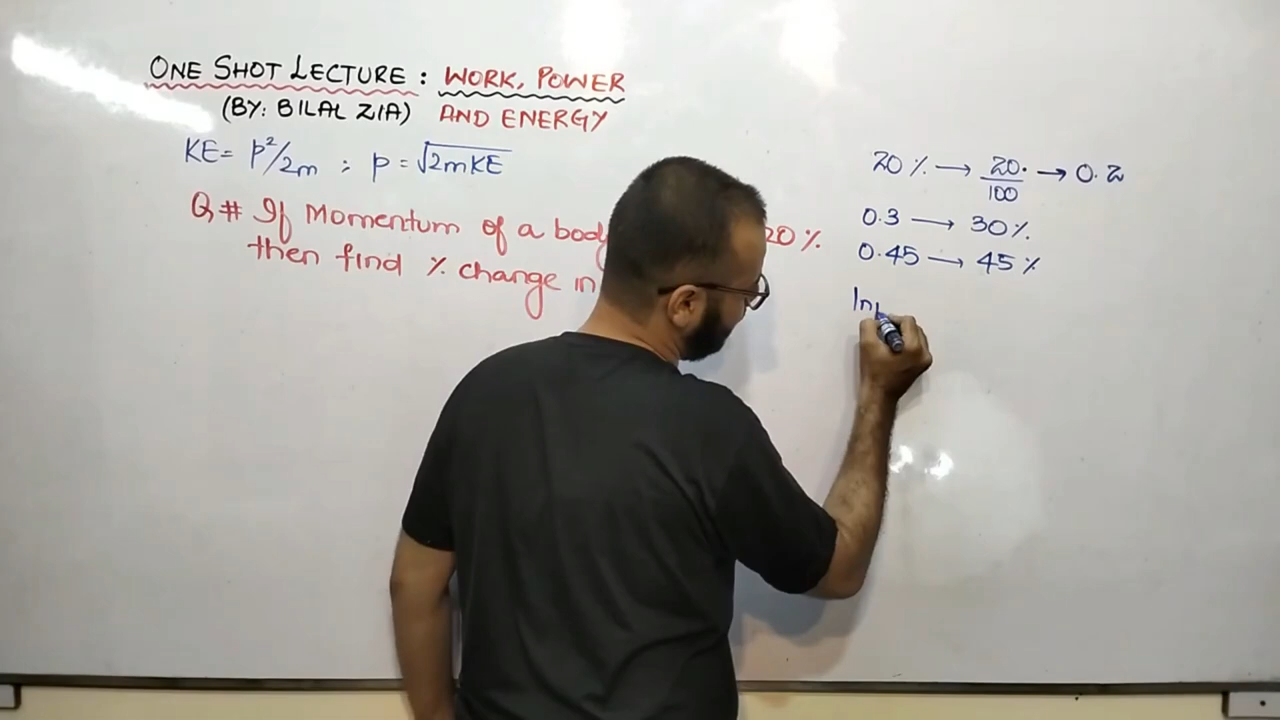 ONE SHOT LECTURE : WORK, POWER
(BY: BILAL ZIA) AND ENERGY
KE = P²/2m ; P = √2mKE
Q# If Momentum of a body 20%
then find % change in
20% → 20/100 → 0.2
0.3 → 30%
0.45 → 45%
In